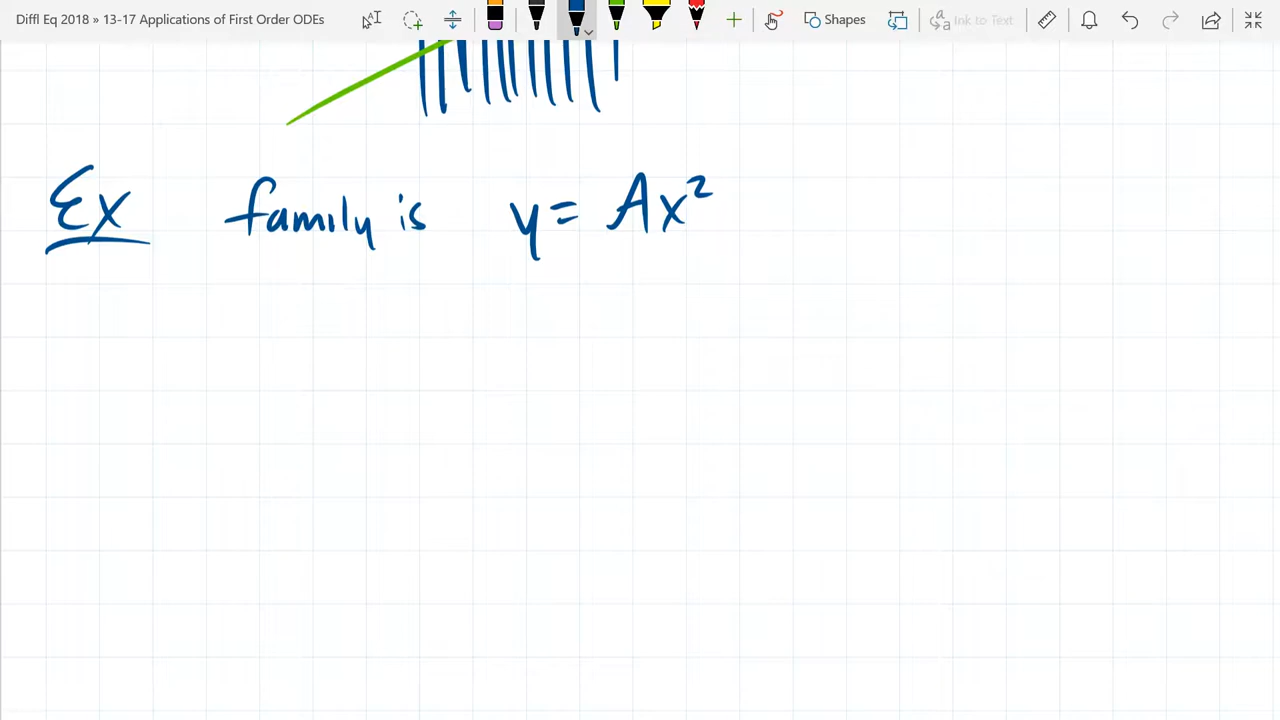 Diffl Eq 2018 » 13-17 Applications of First Order ODEs
Shapes
Ink to Text
Ex family is y = Ax²